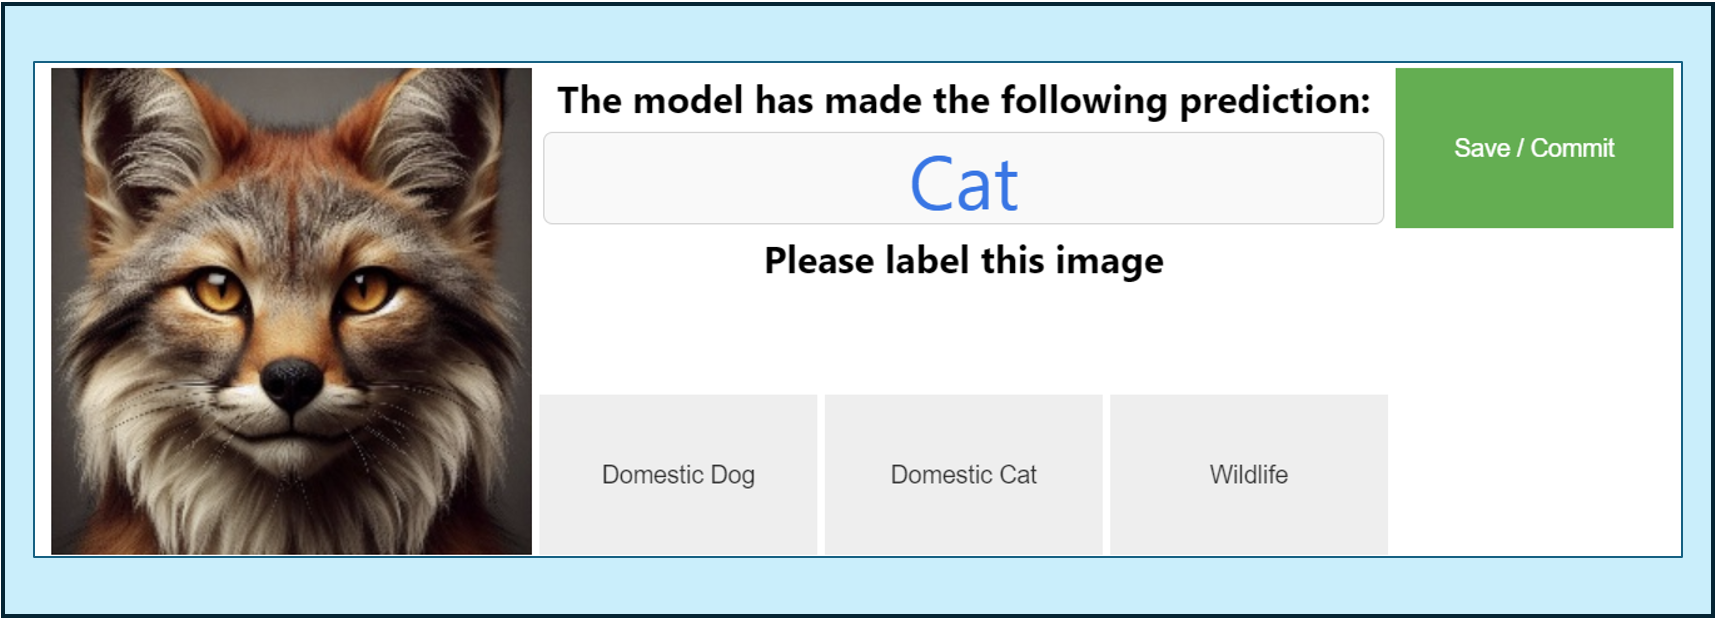 The model has made the following prediction:
Cat
Save / Commit
Please label this image
Domestic Dog
Domestic Cat
Wildlife